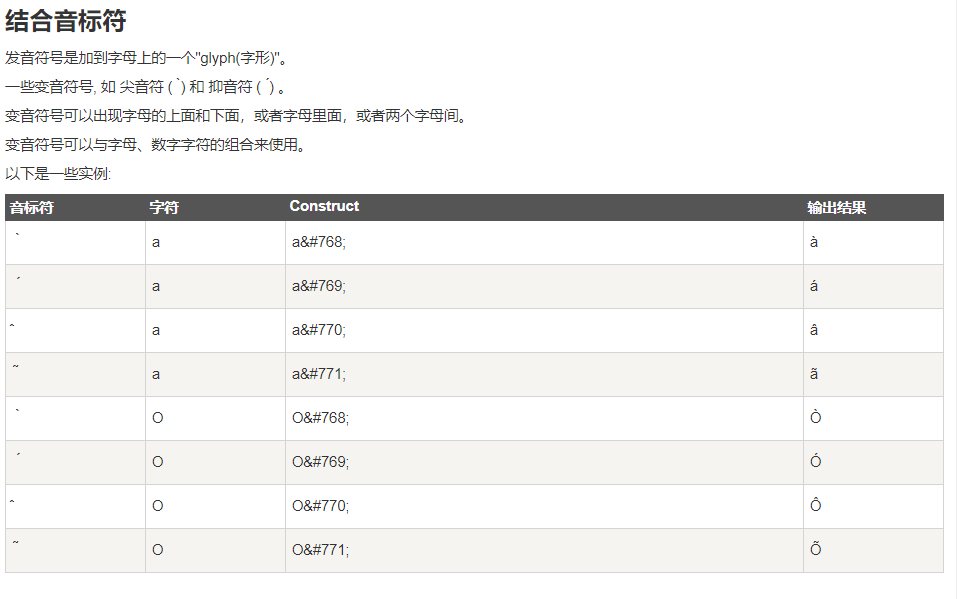 结合音标符
发音符号是加到字母上的一个"glyph(字形)"。
一些变音符号, 如 尖音符 ( ̀) 和 抑音符 ( ́) 。
变音符号可以出现字母的上面和下面，或者字母里面，或者两个字母间。
变音符号可以与字母、数字字符的组合来使用。
以下是一些实例:
音标符 字符 Construct 输出结果
 ̀ a a&#768; à
 ́ a a&#769; á
̂ a a&#770; â
 ̃ a a&#771; ã
 ̀ O O&#768; Ò
 ́ O O&#769; Ó
̂ O O&#770; Ô
 ̃ O O&#771; Õ